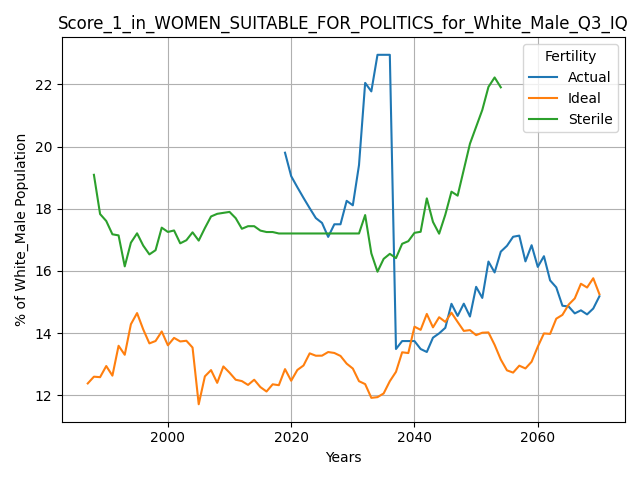 Score_1_in_WOMEN_SUITABLE_FOR_POLITICS_for_White_Male_Q3_IQ
Fertility
Actual
Ideal
Sterile
% of White_Male Population
22
20
18
16
14
12
2000
2020
2040
2060
Years